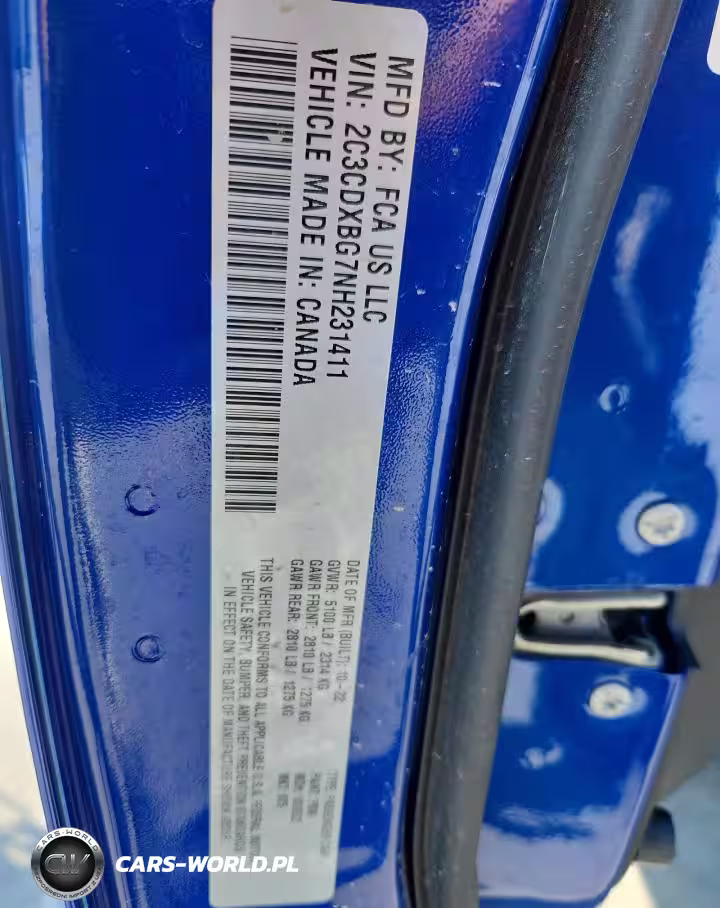 MFD BY: FCA US LLC
VIN: 2C3CDXBG7NH231411
VEHICLE MADE IN: CANADA
DATE OF MFR (BUILT): 10-22
GVWR: 5100 LB / 2314 KG
GAWR FRONT: 2810 LB / 1275 KG
GAWR REAR: 2810 LB / 1275 KG
THIS VEHICLE CONFORMS TO ALL APPLICABLE U.S.A. FEDERAL MOTOR
VEHICLE SAFETY, BUMPER, AND THEFT PREVENTION STANDARDS
IN EFFECT ON THE DATE OF MANUFACTURE SHOWN ABOVE
CARS-WORLD
CW
CARS-WORLD.PL